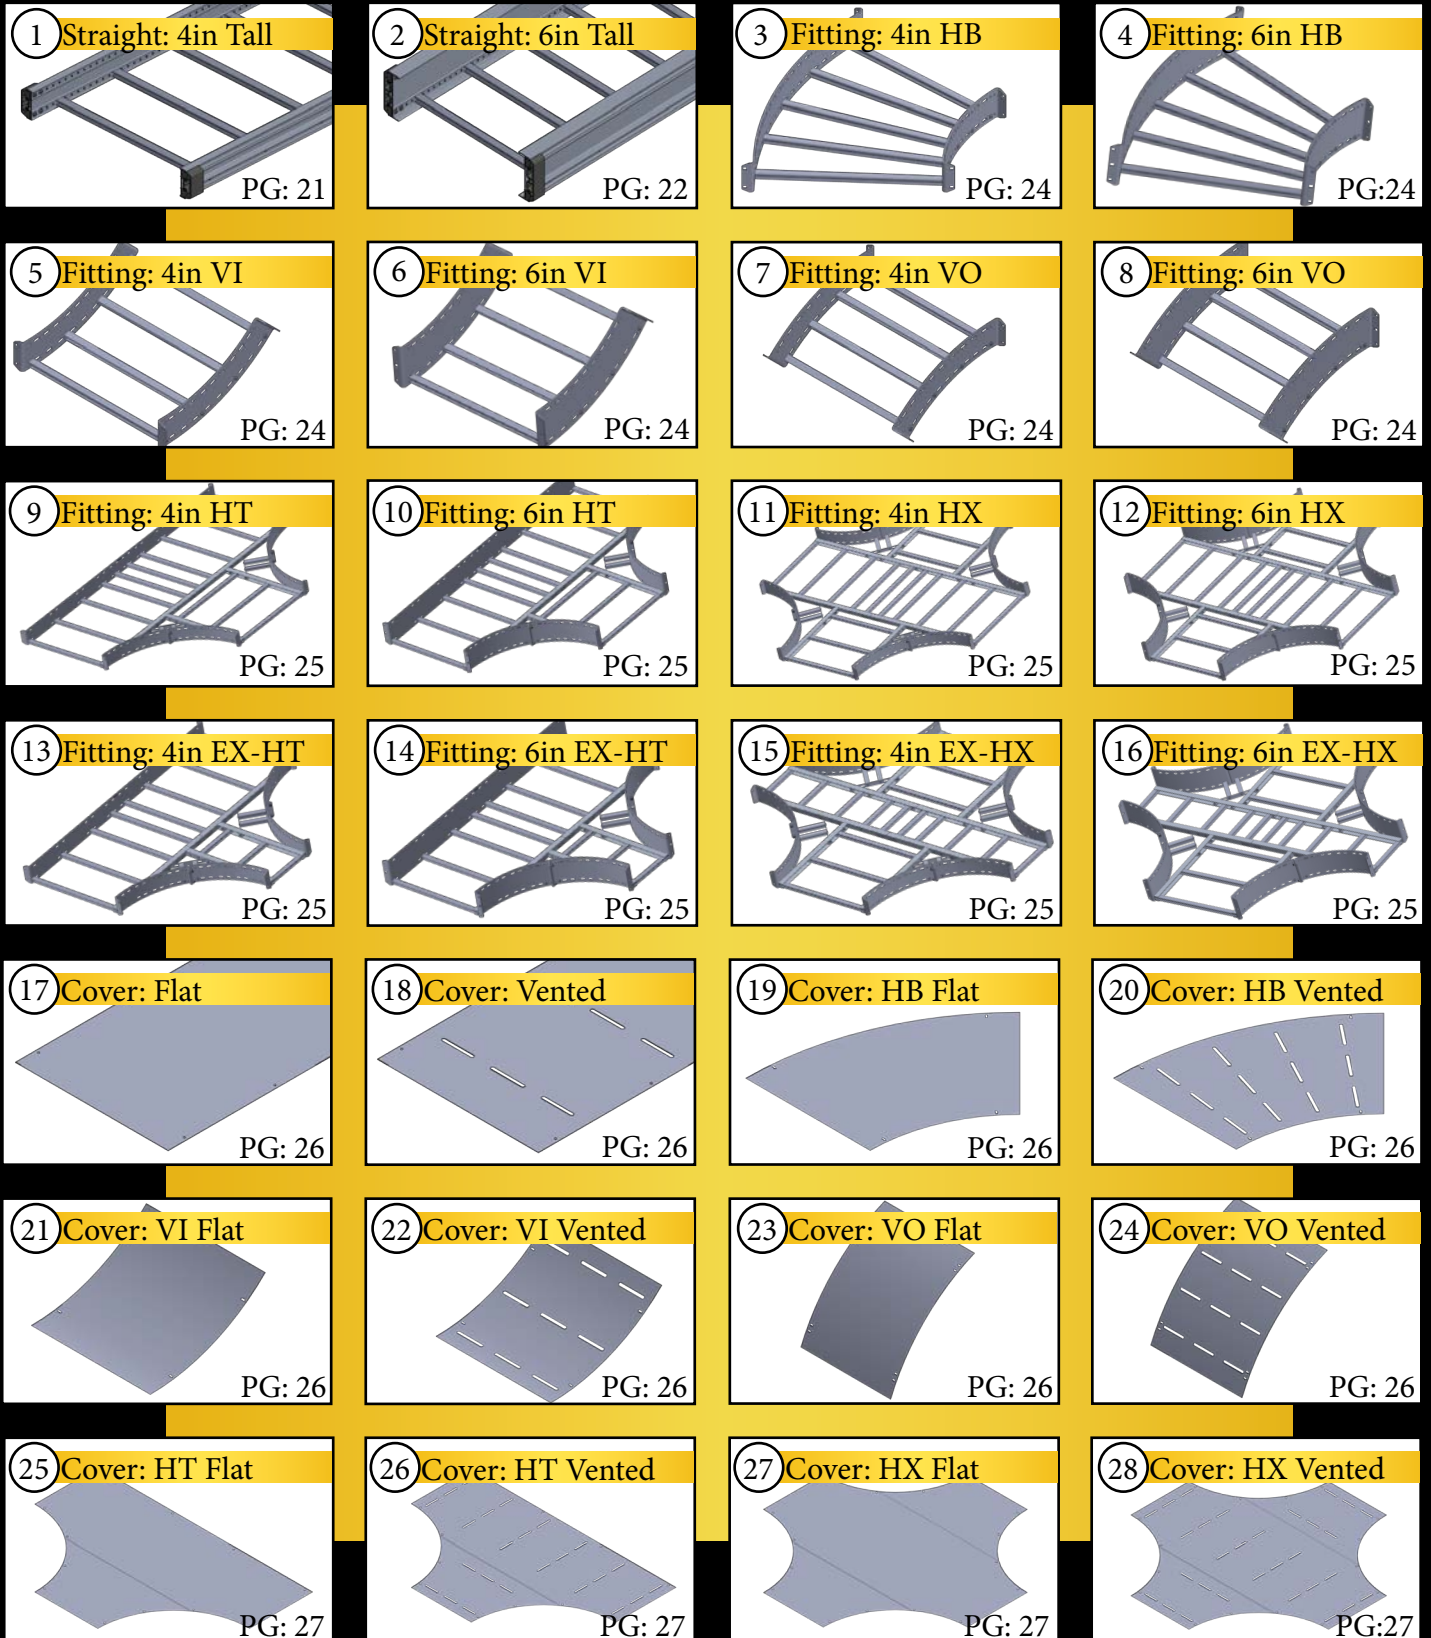 1 Straight: 4in Tall
PG: 21
2 Straight: 6in Tall
PG: 22
3 Fitting: 4in HB
PG: 24
4 Fitting: 6in HB
PG:24
5 Fitting: 4in VI
PG: 24
6 Fitting: 6in VI
PG: 24
7 Fitting: 4in VO
PG: 24
8 Fitting: 6in VO
PG: 24
9 Fitting: 4in HT
PG: 25
10 Fitting: 6in HT
PG: 25
11 Fitting: 4in HX
PG: 25
12 Fitting: 6in HX
PG: 25
13 Fitting: 4in EX-HT
PG: 25
14 Fitting: 6in EX-HT
PG: 25
15 Fitting: 4in EX-HX
PG: 25
16 Fitting: 6in EX-HX
PG: 25
17 Cover: Flat
PG: 26
18 Cover: Vented
PG: 26
19 Cover: HB Flat
PG: 26
20 Cover: HB Vented
PG: 26
21 Cover: VI Flat
PG: 26
22 Cover: VI Vented
PG: 26
23 Cover: VO Flat
PG: 26
24 Cover: VO Vented
PG: 26
25 Cover: HT Flat
PG: 27
26 Cover: HT Vented
PG: 27
27 Cover: HX Flat
PG: 27
28 Cover: HX Vented
PG:27